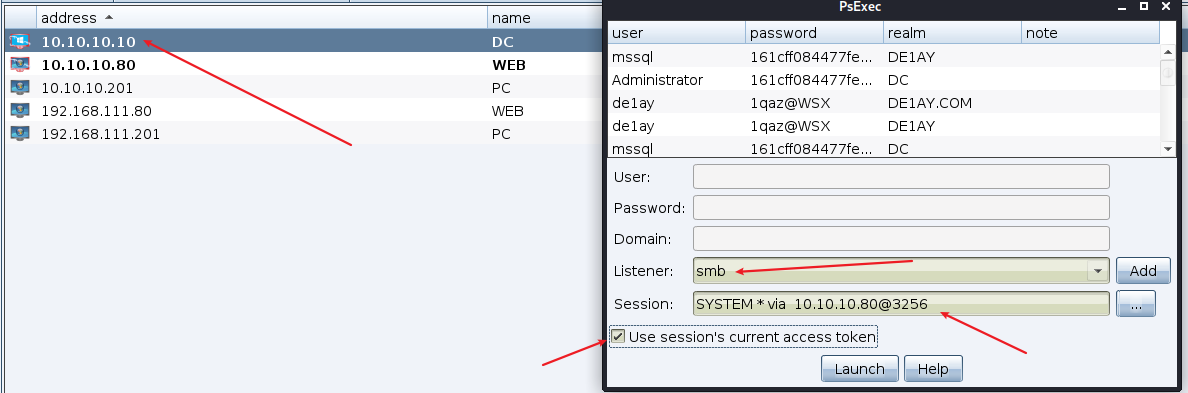 address name
10.10.10.10 DC
10.10.10.80 WEB
10.10.10.201 PC
192.168.111.80 WEB
192.168.111.201 PC
PsExec
user password realm note
mssql 161cff084477fe... DE1AY
Administrator 161cff084477fe... DC
de1ay 1qaz@WSX DE1AY.COM
de1ay 1qaz@WSX DE1AY
mssql 161cff084477fe... DC
User:
Password:
Domain:
Listener: smb Add
Session: SYSTEM * via 10.10.10.80@3256 ...
Use session's current access token
Launch Help